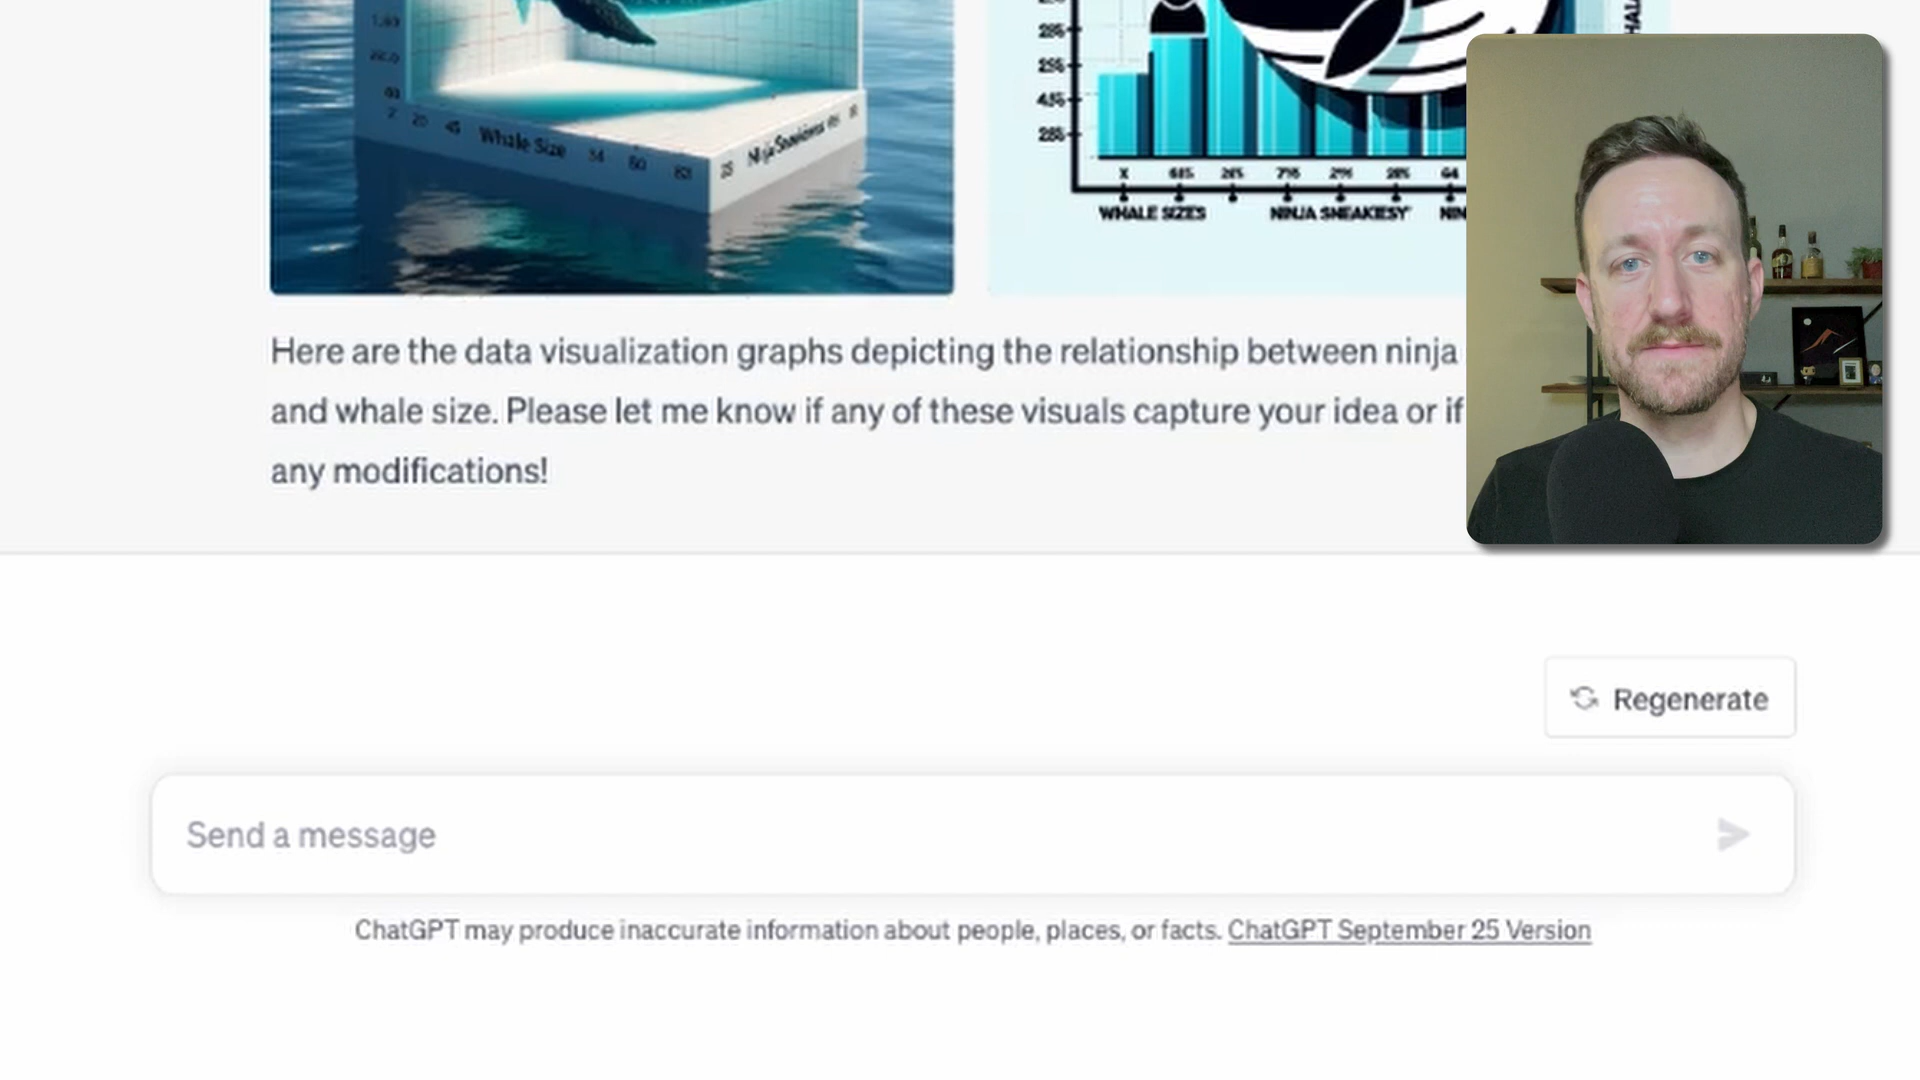 Whale Size
Ninja
WHALE SIZES NINJA SNEAKIESY NIN
Here are the data visualization graphs depicting the relationship between ninja
and whale size. Please let me know if any of these visuals capture your idea or if
any modifications!
Regenerate
Send a message
ChatGPT may produce inaccurate information about people, places, or facts. ChatGPT September 25 Version